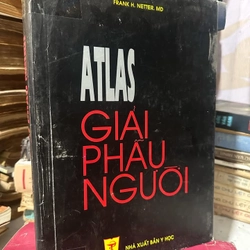 FRANK H. NETTER. MD
ATLAS
GIẢI
PHẪU
NGƯỜI
NHÀ XUẤT BẢN Y HỌC